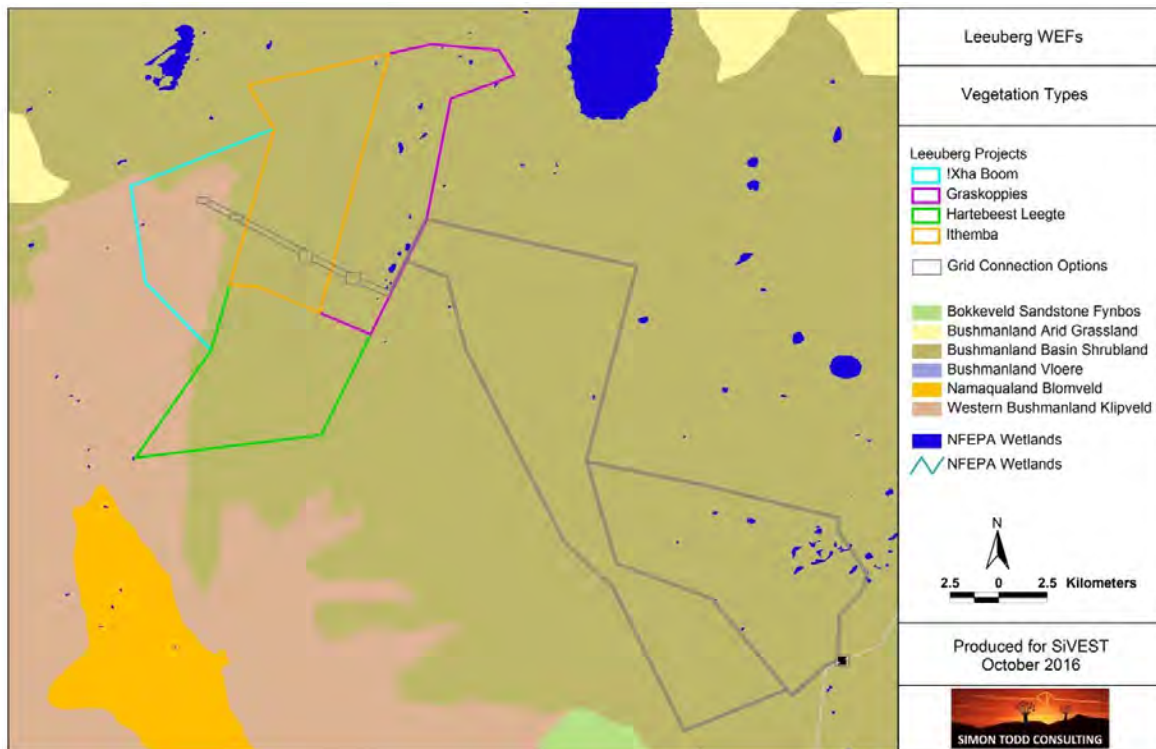 Leeuberg WEFs
Vegetation Types
Leeuberg Projects
!Xha Boom
Graskoppies
Hartebeest Leegte
Ithemba
Grid Connection Options
Bokkeveld Sandstone Fynbos
Bushmanland Arid Grassland
Bushmanland Basin Shrubland
Bushmanland Vloere
Namaqualand Blomveld
Western Bushmanland Klipveld
NFEPA Wetlands
NFEPA Wetlands
N
2.5 0 2.5 Kilometers
Produced for SiVEST
October 2016
SIMON TODD CONSULTING